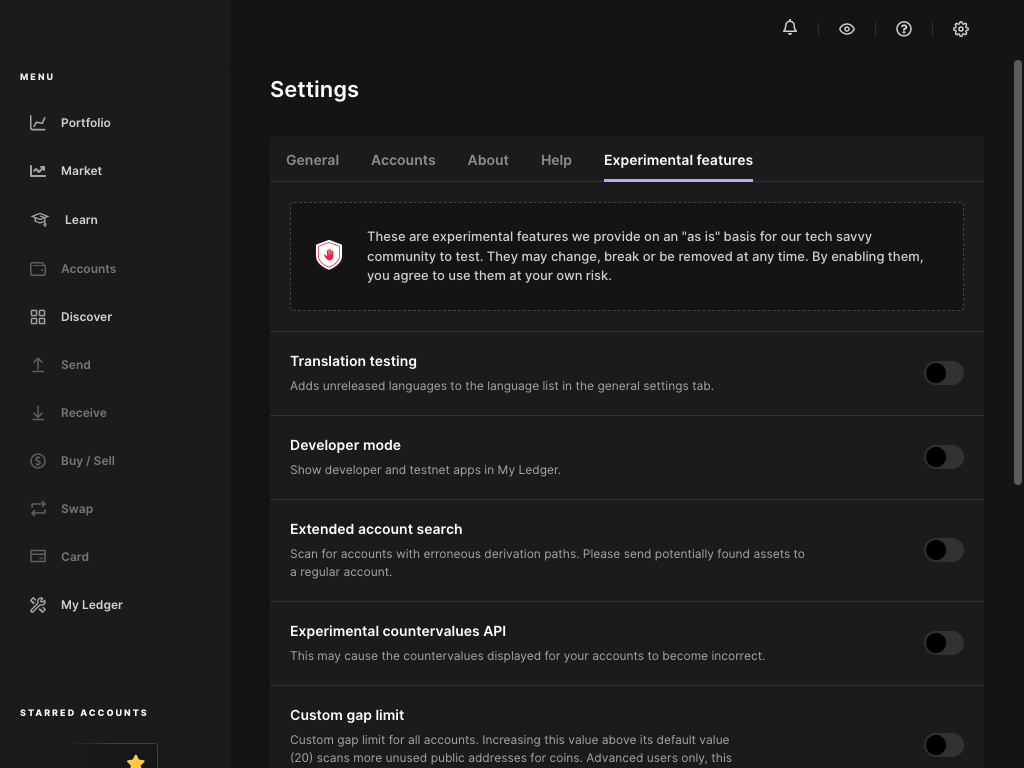 MENU
Portfolio
Market
Learn
Accounts
Discover
Send
Receive
Buy / Sell
Swap
Card
My Ledger
STARRED ACCOUNTS
Settings
General
Accounts
About
Help
Experimental features
These are experimental features we provide on an "as is" basis for our tech savvy
community to test. They may change, break or be removed at any time. By enabling them,
you agree to use them at your own risk.
Translation testing
Adds unreleased languages to the language list in the general settings tab.
Developer mode
Show developer and testnet apps in My Ledger.
Extended account search
Scan for accounts with erroneous derivation paths. Please send potentially found assets to
a regular account.
Experimental countervalues API
This may cause the countervalues displayed for your accounts to become incorrect.
Custom gap limit
Custom gap limit for all accounts. Increasing this value above its default value
(20) scans more unused public addresses for coins. Advanced users only, this